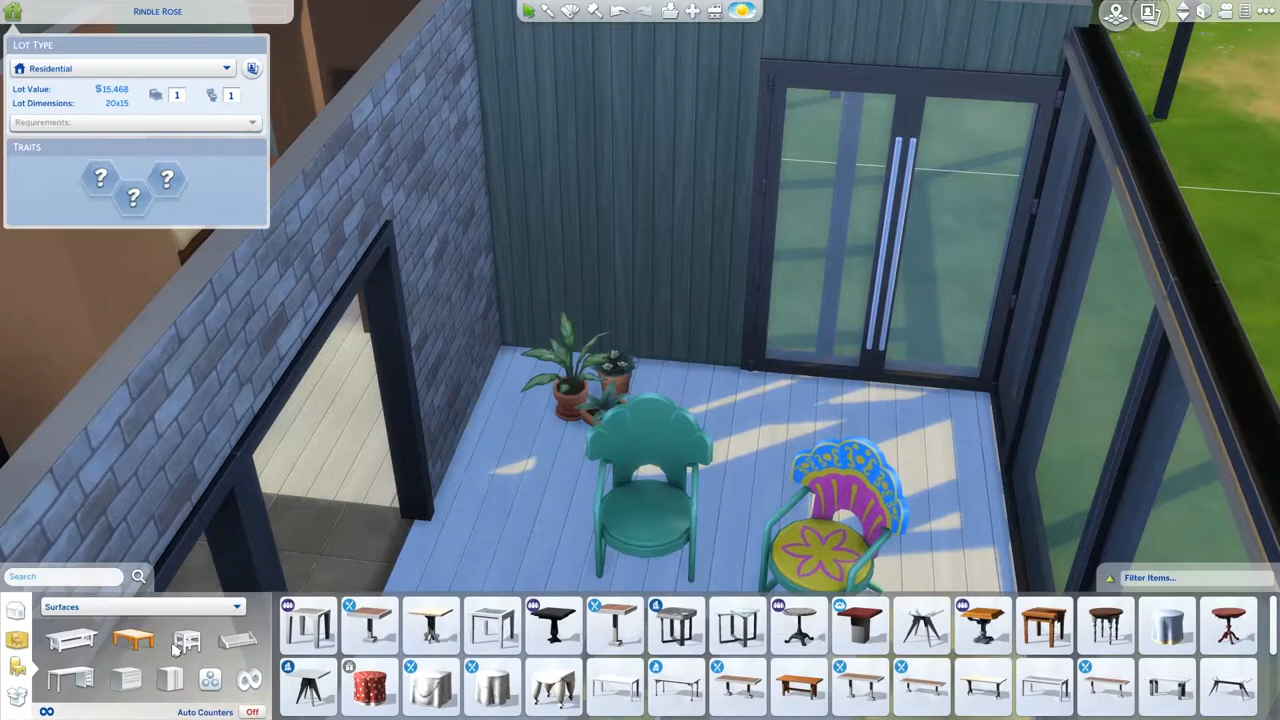 RINDLE ROSE
LOT TYPE
Residential
Lot Value: §15,468
1
1
Lot Dimensions: 20x15
Requirements:
TRAITS
? ? ?
Search
Filter Items...
Surfaces
Auto Counters Off